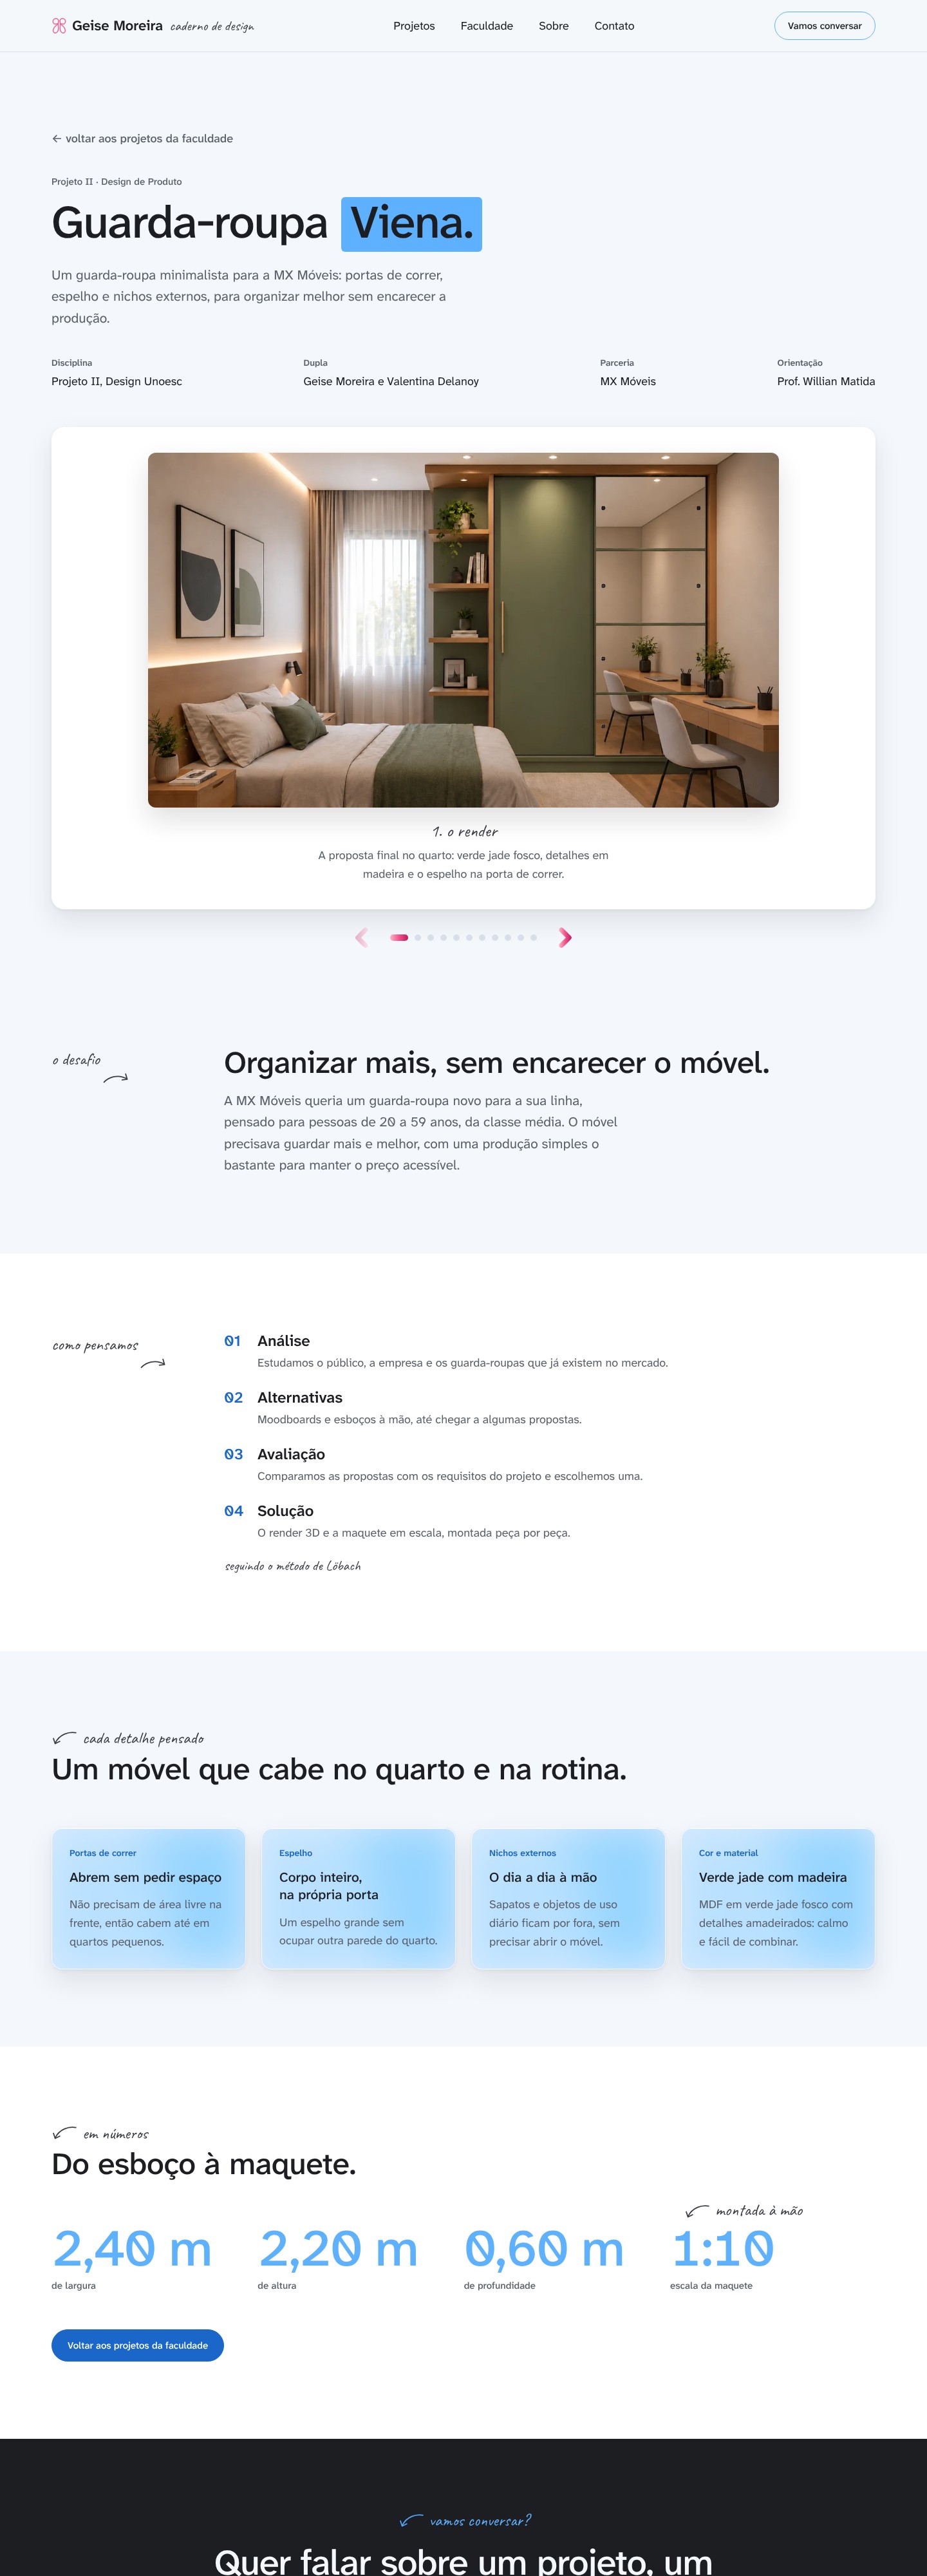 Geise Moreira caderno de design
Projetos Faculdade Sobre Contato
Vamos conversar
← voltar aos projetos da faculdade
Projeto II · Design de Produto
Guarda-roupa Viena.
Um guarda-roupa minimalista para a MX Móveis: portas de correr,
espelho e nichos externos, para organizar melhor sem encarecer a
produção.
Disciplina
Projeto II, Design Unoesc
Dupla
Geise Moreira e Valentina Delanoy
Parceria
MX Móveis
Orientação
Prof. Willian Matida
1. o render
A proposta final no quarto: verde jade fosco, detalhes em
madeira e o espelho na porta de correr.
o desafio
Organizar mais, sem encarecer o móvel.
A MX Móveis queria um guarda-roupa novo para a sua linha,
pensado para pessoas de 20 a 59 anos, da classe média. O móvel
precisava guardar mais e melhor, com uma produção simples o
bastante para manter o preço acessível.
como pensamos
01 Análise
Estudamos o público, a empresa e os guarda-roupas que já existem no mercado.
02 Alternativas
Moodboards e esboços à mão, até chegar a algumas propostas.
03 Avaliação
Comparamos as propostas com os requisitos do projeto e escolhemos uma.
04 Solução
O render 3D e a maquete em escala, montada peça por peça.
seguindo o método de Löbach
cada detalhe pensado
Um móvel que cabe no quarto e na rotina.
Portas de correr
Abrem sem pedir espaço
Não precisam de área livre na
frente, então cabem até em
quartos pequenos.
Espelho
Corpo inteiro,
na própria porta
Um espelho grande sem
ocupar outra parede do quarto.
Nichos externos
O dia a dia à mão
Sapatos e objetos de uso
diário ficam por fora, sem
precisar abrir o móvel.
Cor e material
Verde jade com madeira
MDF em verde jade fosco com
detalhes amadeirados: calmo
e fácil de combinar.
em números
Do esboço à maquete.
2,40 m
de largura
2,20 m
de altura
0,60 m
de profundidade
montada à mão
1:10
escala da maquete
Voltar aos projetos da faculdade
vamos conversar?
Quer falar sobre um projeto, um